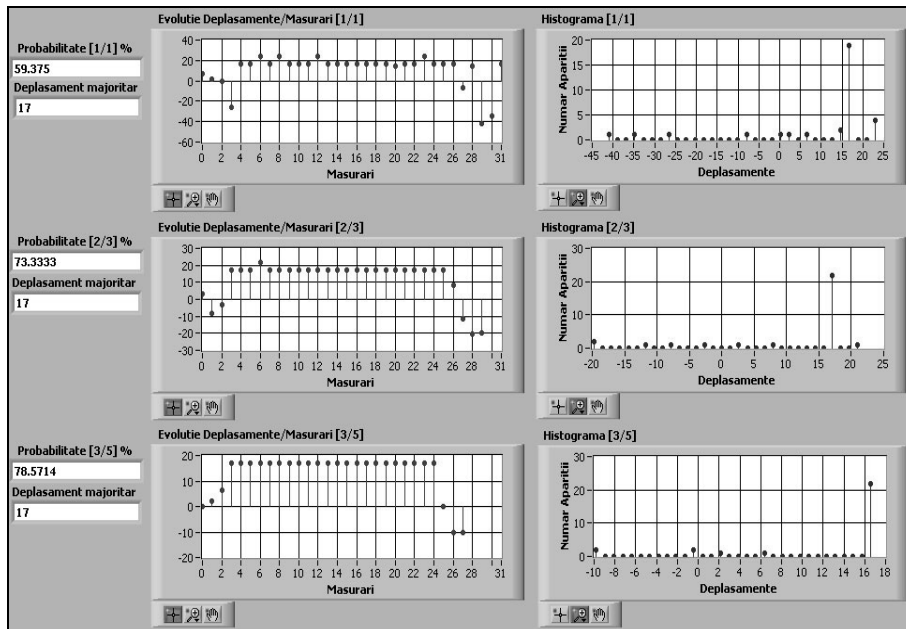 Probabilitate [1/1] %
59.375
Deplasament majoritar
17
Evolutie Deplasamente/Masurari [1/1]
40
20
0
-20
-40
-60
0 2 4 6 8 10 12 14 16 18 20 22 24 26 28 31
Masurari
Histograma [1/1]
Numar Aparitii
20
15
10
5
0
-45 -40 -35 -30 -25 -20 -15 -10 -5 0 5 10 15 20 25
Deplasamente
Probabilitate [2/3] %
73.3333
Deplasament majoritar
17
Evolutie Deplasamente/Masurari [2/3]
30
20
10
0
-10
-20
-30
0 2 4 6 8 10 12 14 16 18 20 22 24 26 28 31
Masurari
Histograma [2/3]
Numar Aparitii
30
20
10
0
-20 -15 -10 -5 0 5 10 15 20 25
Deplasamente
Probabilitate [3/5] %
78.5714
Deplasament majoritar
17
Evolutie Deplasamente/Masurari [3/5]
20
10
0
-10
-20
0 2 4 6 8 10 12 14 16 18 20 22 24 26 28 31
Masurari
Histograma [3/5]
Numar Aparitii
30
20
10
0
-10 -8 -6 -4 -2 0 2 4 6 8 10 12 14 16 18
Deplasamente